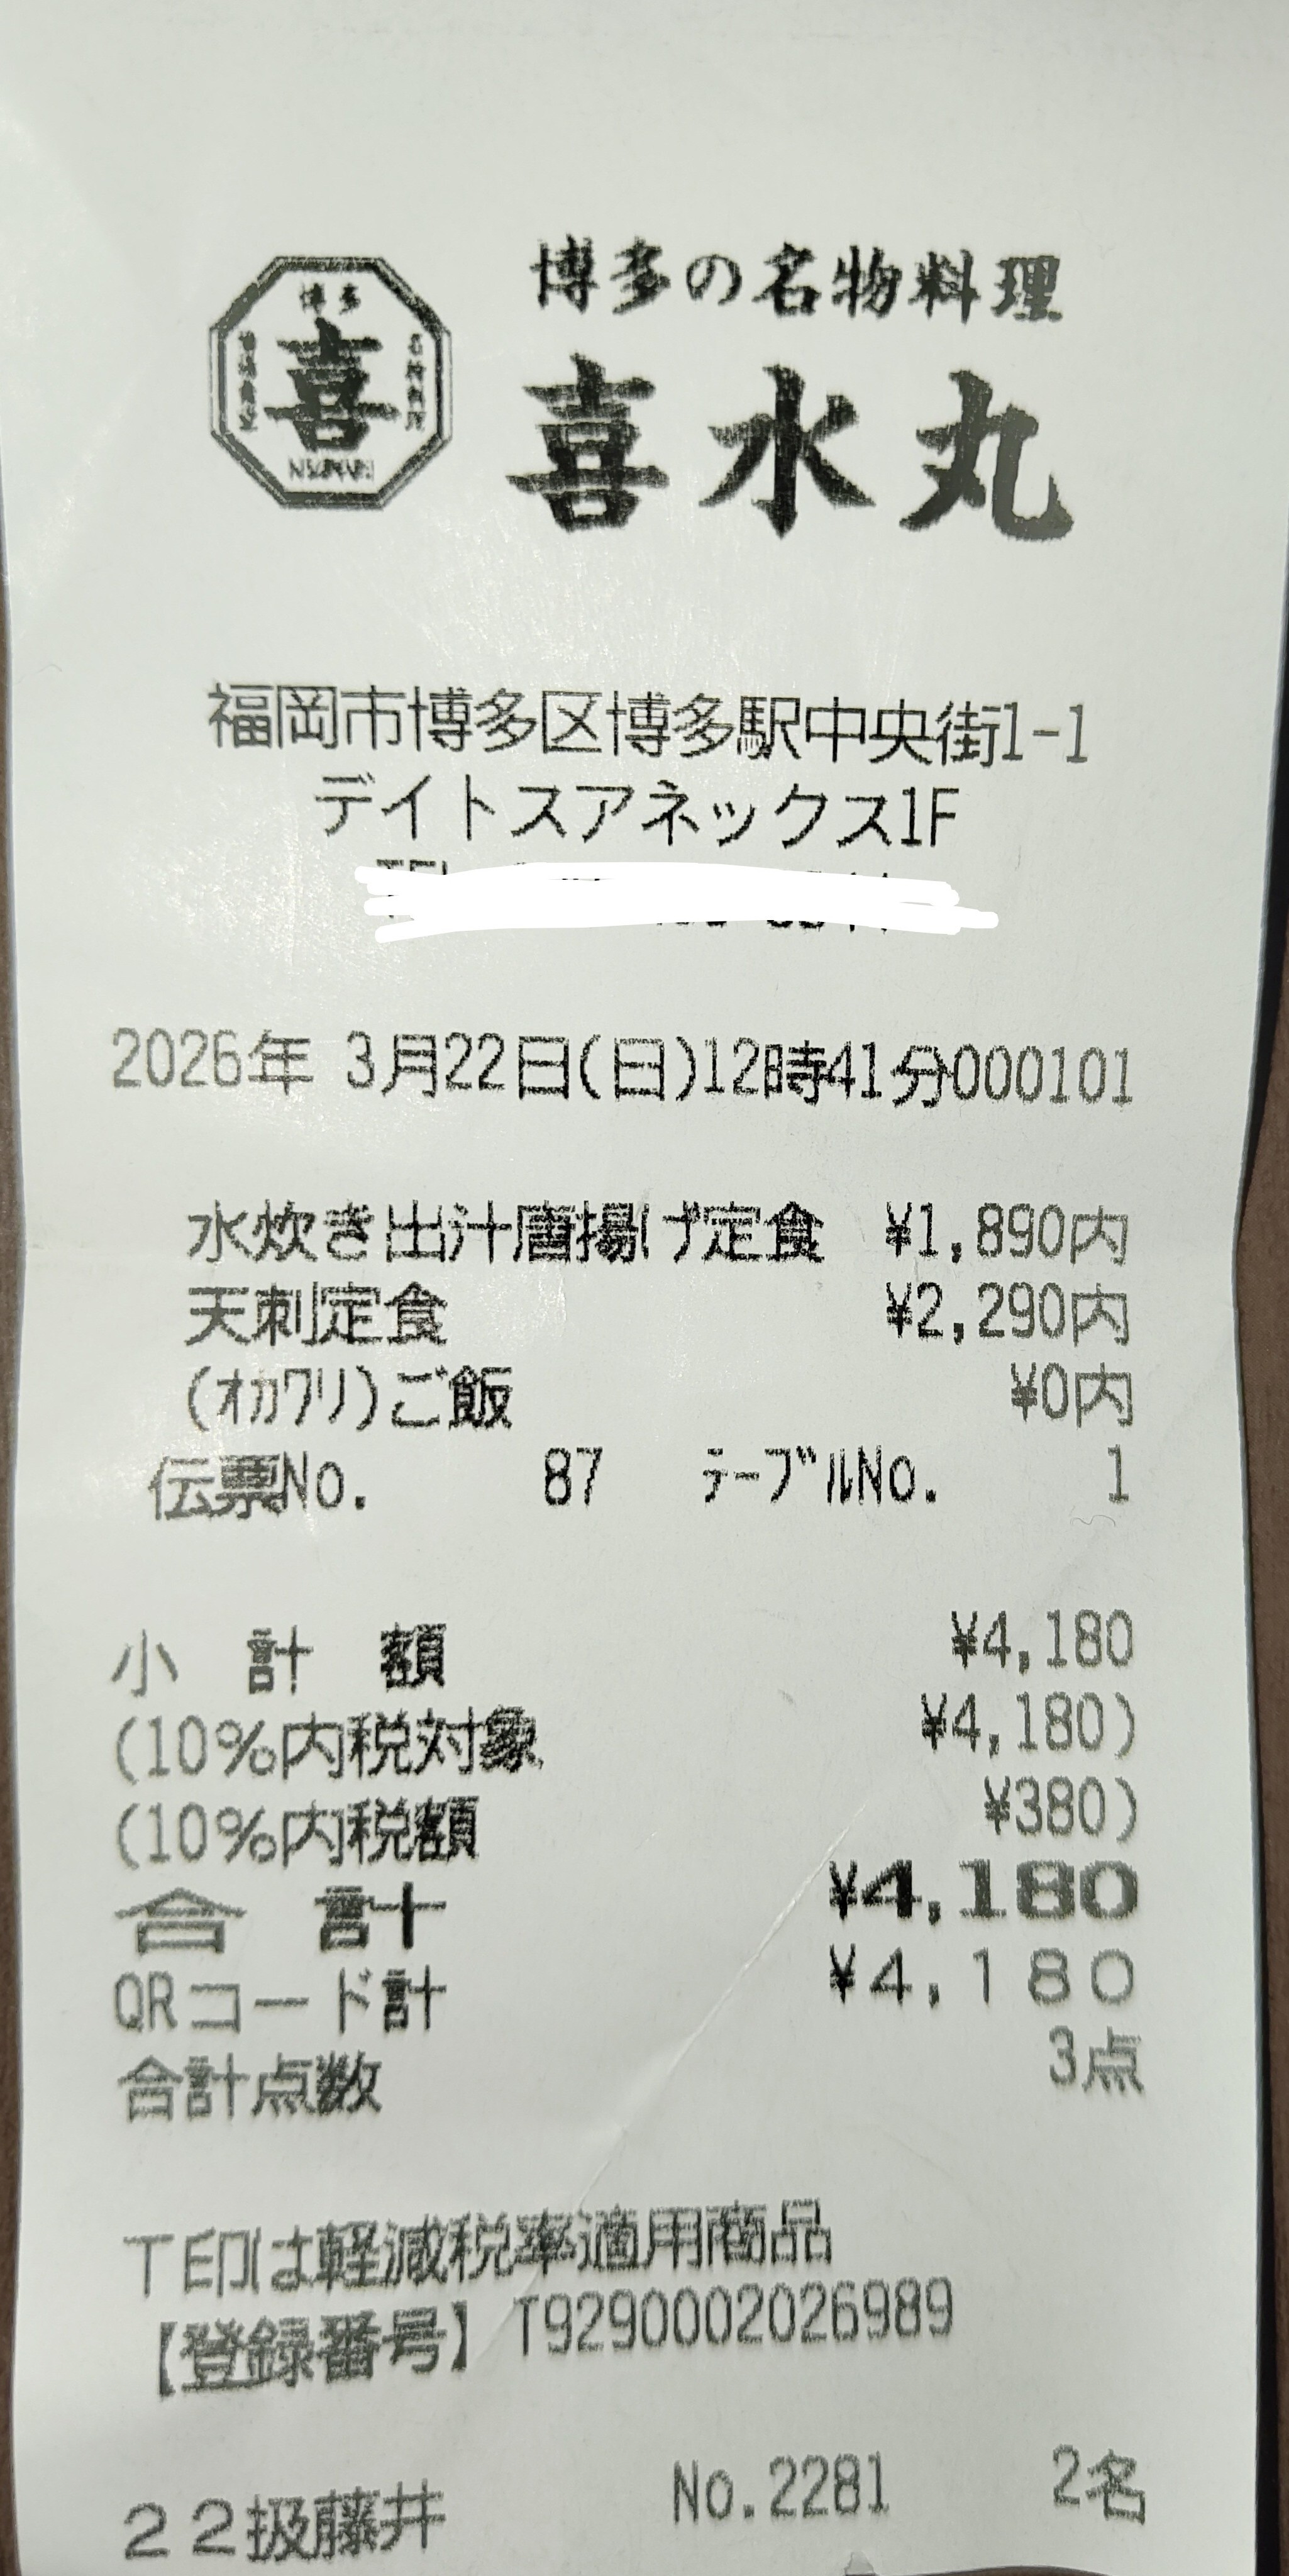 博多
喜
博多の名物料理
喜水丸
福岡市博多区博多駅中央街1-1
デイトスアネックス1F
2026年 3月22日(日)12時41分000101
水炊き出汁唐揚げ定食 ¥1,890内
天刺定食 ¥2,290内
(ｵｶﾜﾘ)ご飯 ¥0内
伝票No. 87 ﾃｰﾌﾞﾙNo. 1
小 計 額 ¥4,180
(10%内税対象 ¥4,180)
(10%内税額 ¥380)
合 計 ¥4,180
QRコード計 ¥4,180
合計点数 3点
T印は軽減税率適用商品
【登録番号】T9290002026989
22扱藤井 No.2281 2名